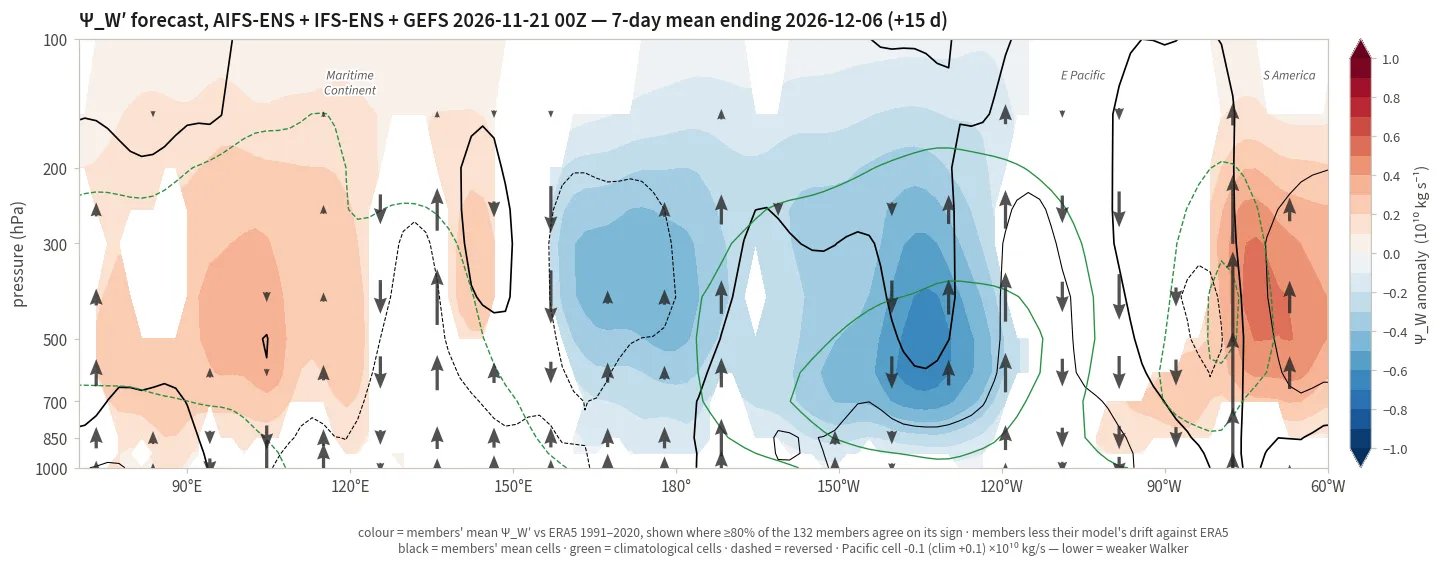 Ψ_W′ forecast, AIFS-ENS + IFS-ENS + GEFS 2026-11-21 00Z — 7-day mean ending 2026-12-06 (+15 d)
100
200
300
400
500
700
850
1000
pressure (hPa)
Maritime
Continent
E Pacific
S America
90°E
120°E
150°E
180°
150°W
120°W
90°W
60°W
1.0
0.8
0.6
0.4
0.2
0.0
−0.2
−0.4
−0.6
−0.8
−1.0
Ψ_W anomaly (10¹⁰ kg s⁻¹)
colour = members' mean Ψ_W′ vs ERA5 1991–2020, shown where ≥80% of the 132 members agree on its sign · members less their model's drift against ERA5
black = members' mean cells · green = climatological cells · dashed = reversed · Pacific cell -0.1 (clim +0.1) ×10¹⁰ kg/s — lower = weaker Walker